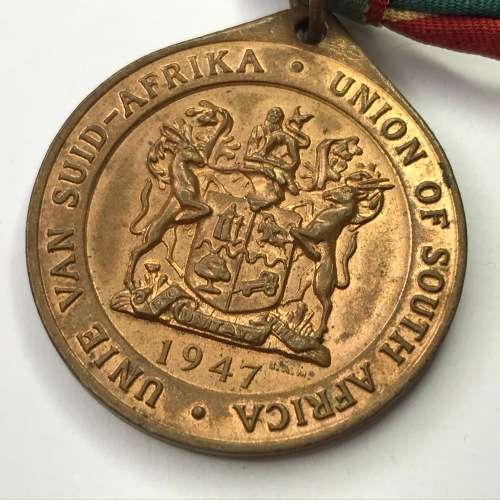 UNIE VAN SUID-AFRIKA • UNION OF SOUTH AFRICA •
1947